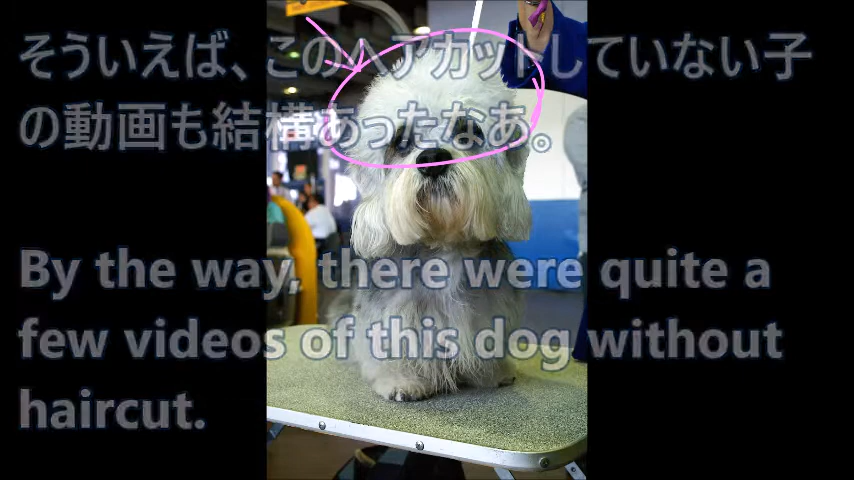 そういえば、このヘアカットしていない子
の動画も結構あったなあ。
By the way, there were quite a
few videos of this dog without
haircut.